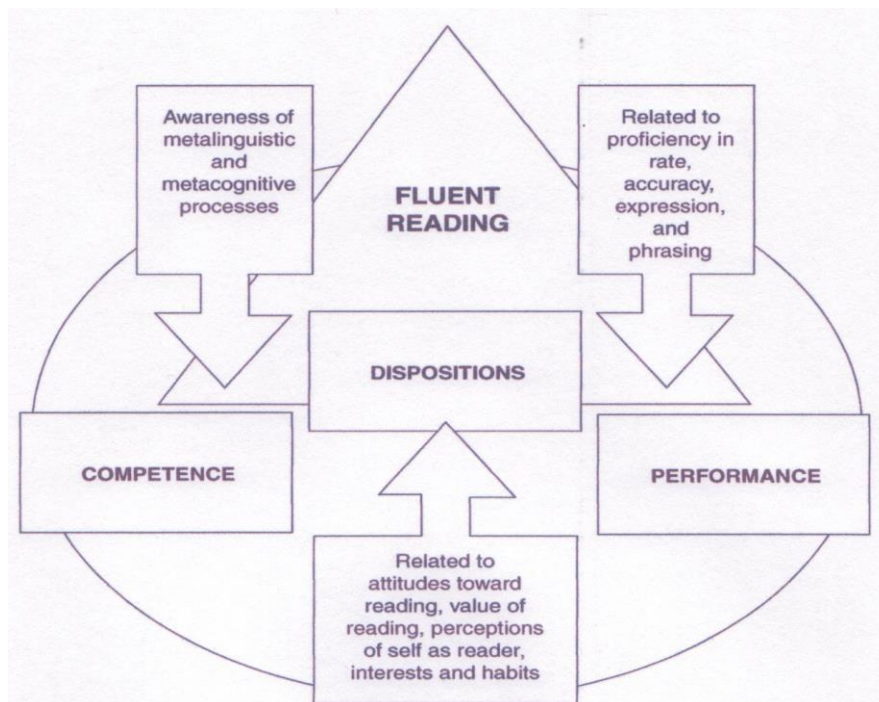 Awareness of
metalinguistic
and
metacognitive
processes
Related to
proficiency in
rate,
accuracy,
expression,
and
phrasing
FLUENT
READING
DISPOSITIONS
COMPETENCE
PERFORMANCE
Related to
attitudes toward
reading, value of
reading, perceptions
of self as reader,
interests and habits